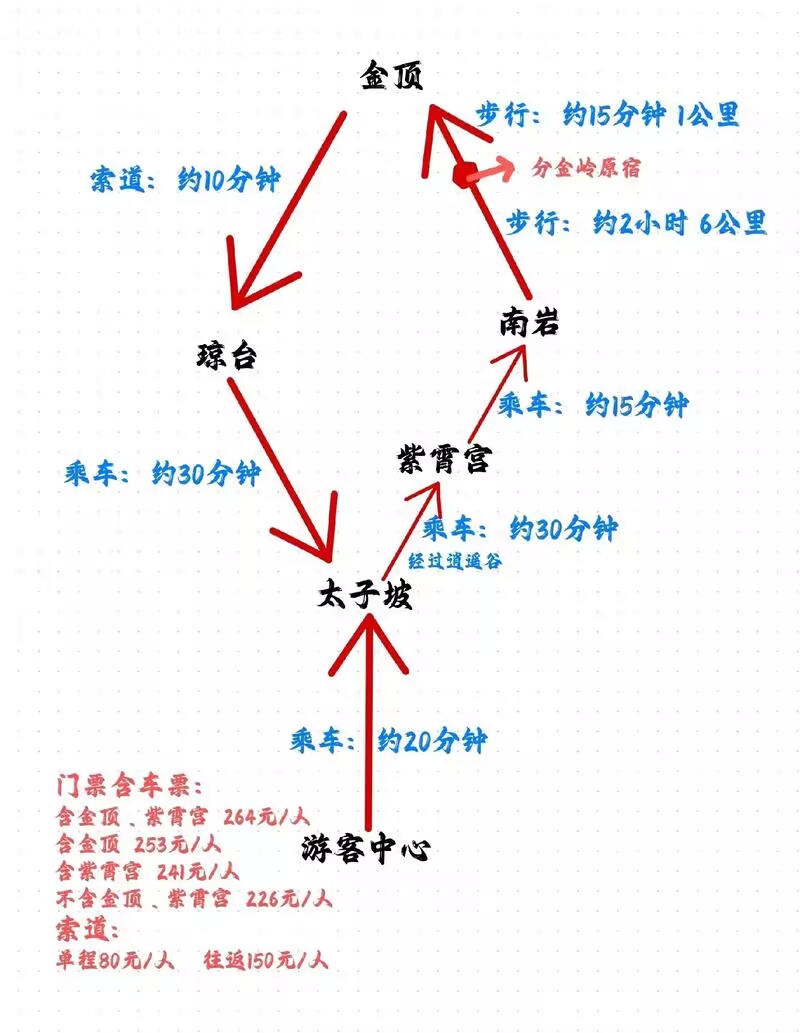 金顶
步行: 约15分钟 1公里
分金岭原宿
索道: 约10分钟
步行: 约2小时 6公里
南岩
琼台
乘车: 约15分钟
紫霄宫
乘车: 约30分钟
乘车: 约30分钟
经过逍遥谷
太子坡
乘车: 约20分钟
门票含车票:
含金顶、紫霄宫 264元/人
含金顶 253元/人
游客中心
含紫霄宫 241元/人
不含金顶、紫霄宫 226元/人
索道:
单程80元/人 往返150元/人